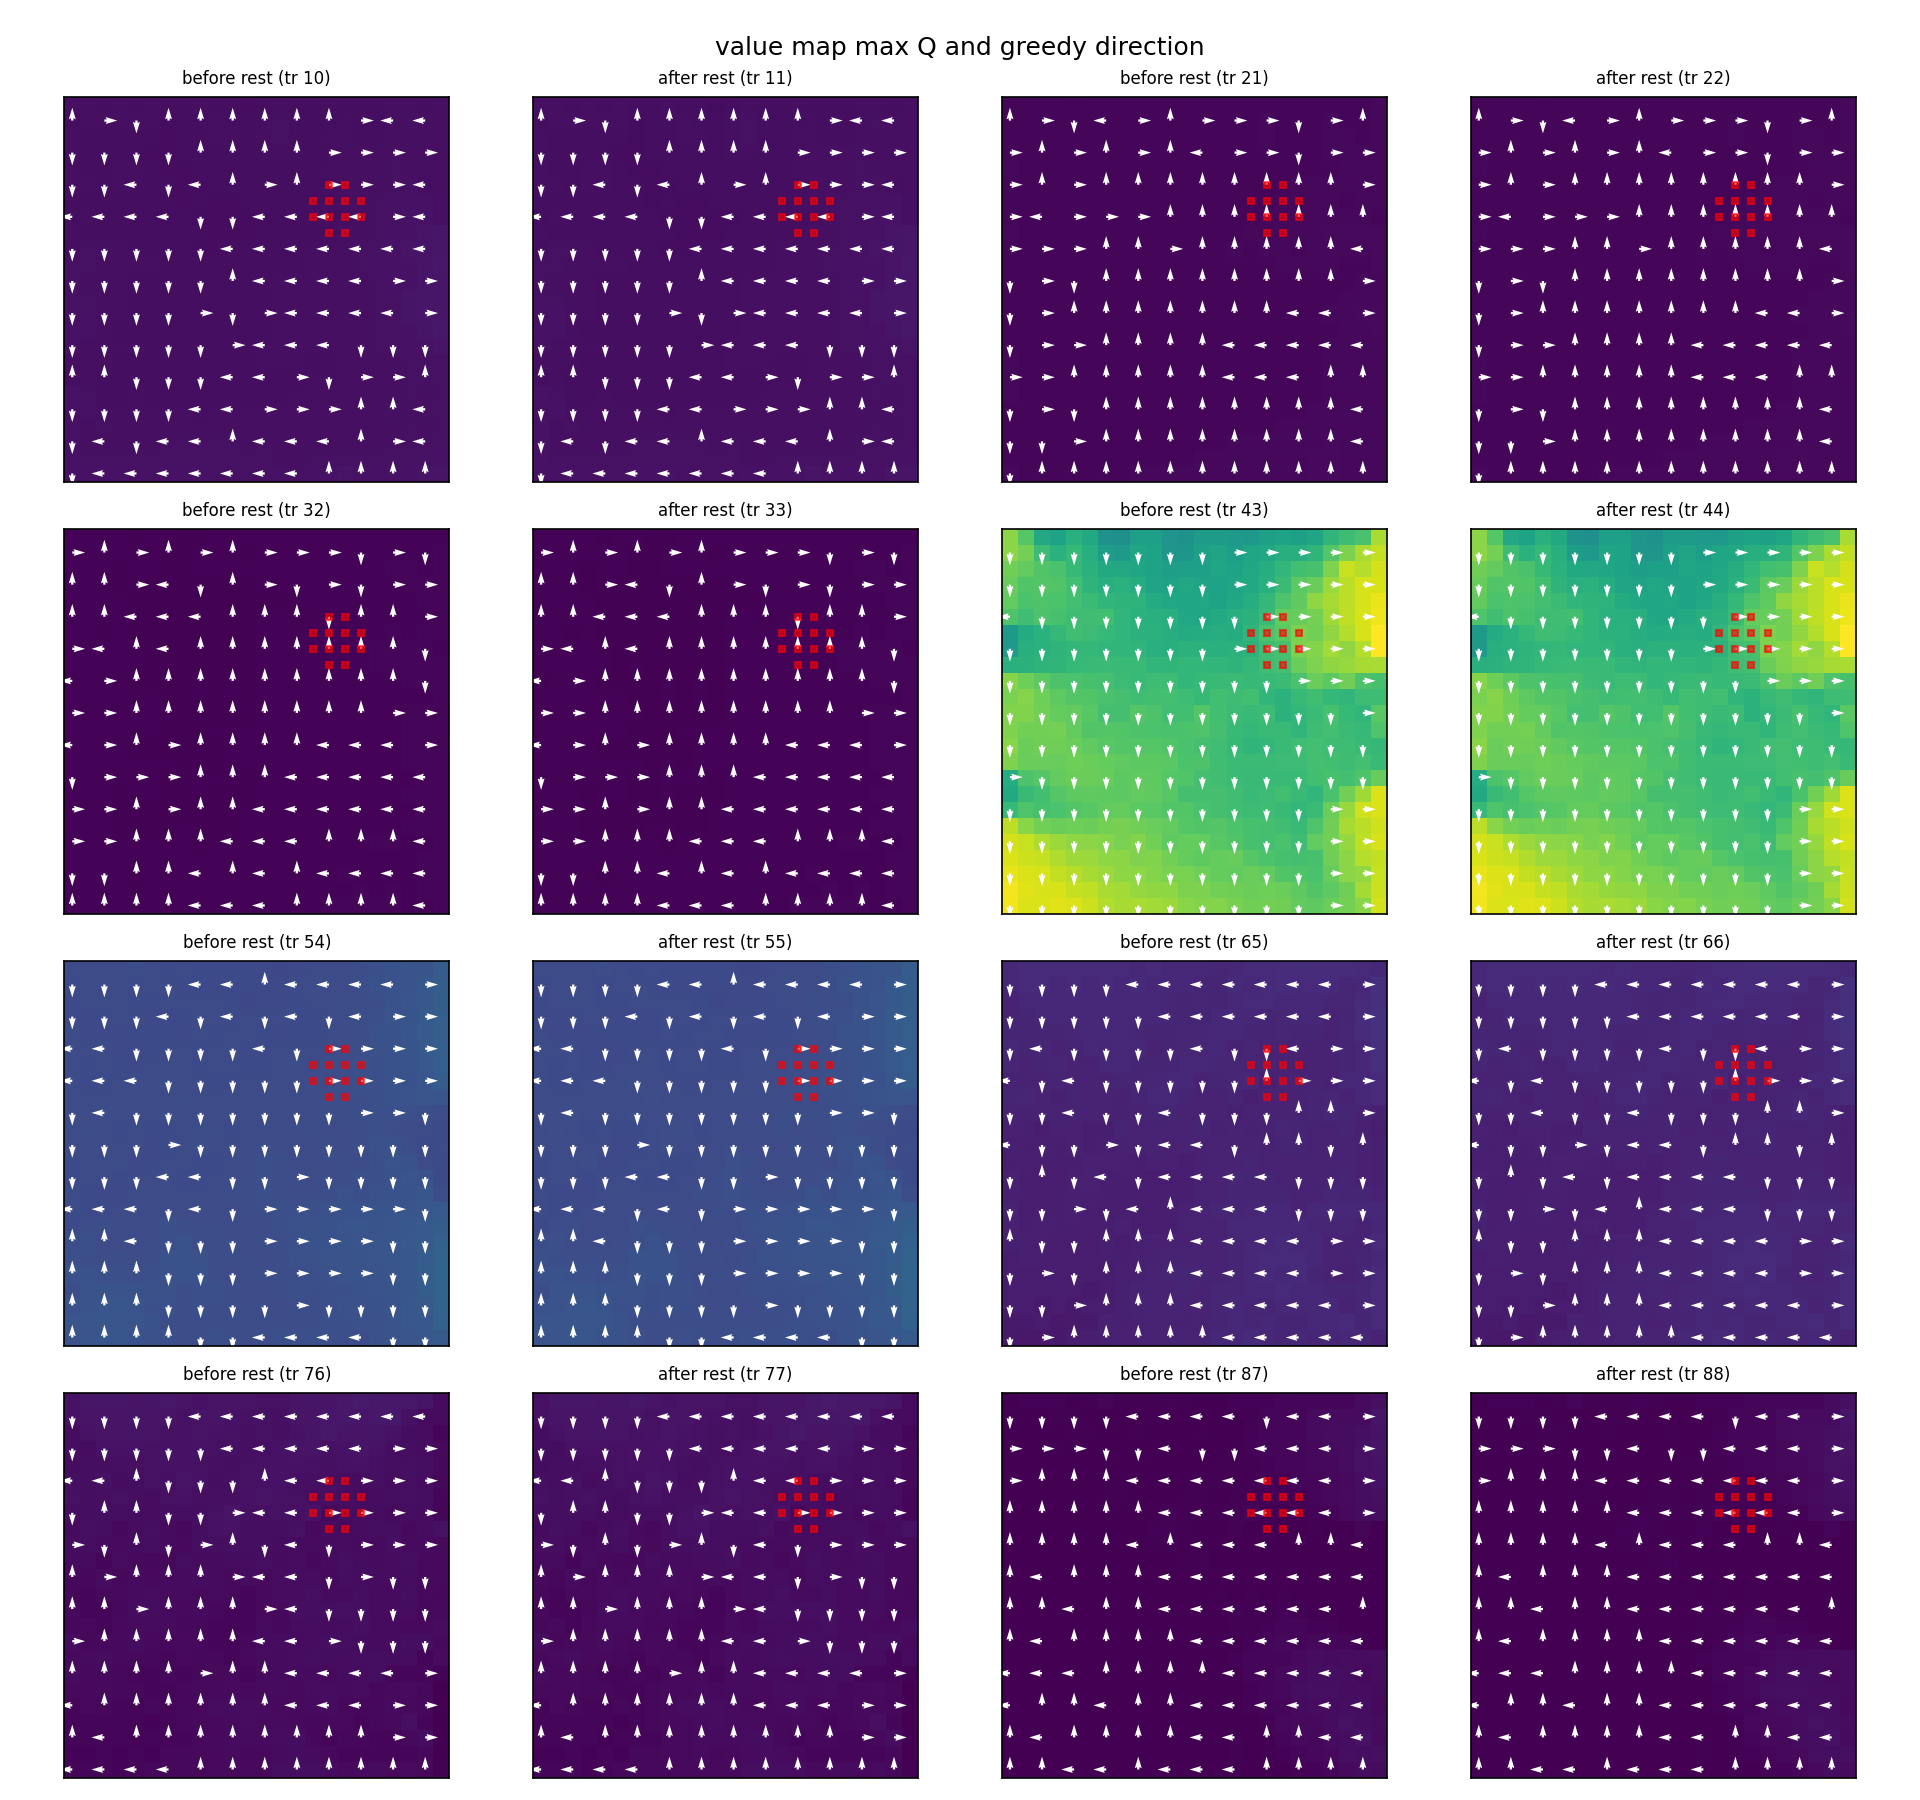 value map max Q and greedy direction
before rest (tr 10)
after rest (tr 11)
before rest (tr 21)
after rest (tr 22)
before rest (tr 32)
after rest (tr 33)
before rest (tr 43)
after rest (tr 44)
before rest (tr 54)
after rest (tr 55)
before rest (tr 65)
after rest (tr 66)
before rest (tr 76)
after rest (tr 77)
before rest (tr 87)
after rest (tr 88)